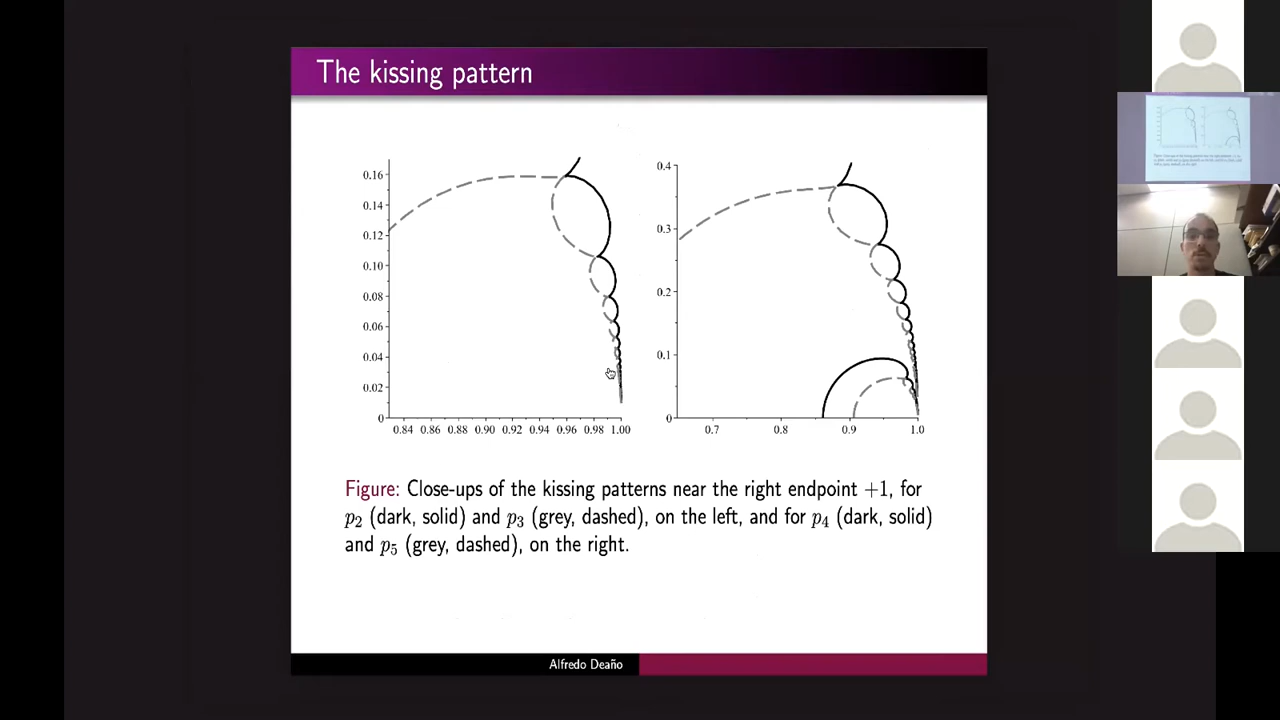 The kissing pattern
0.16
0.14
0.12
0.10
0.08
0.06
0.04
0.02
0
0.84 0.86 0.88 0.90 0.92 0.94 0.96 0.98 1.00
0.4
0.3
0.2
0.1
0
0.7 0.8 0.9 1.0
Figure: Close-ups of the kissing patterns near the right endpoint +1, for
p₂ (dark, solid) and p₃ (grey, dashed), on the left, and for p₄ (dark, solid)
and p₅ (grey, dashed), on the right.
Alfredo Deaño